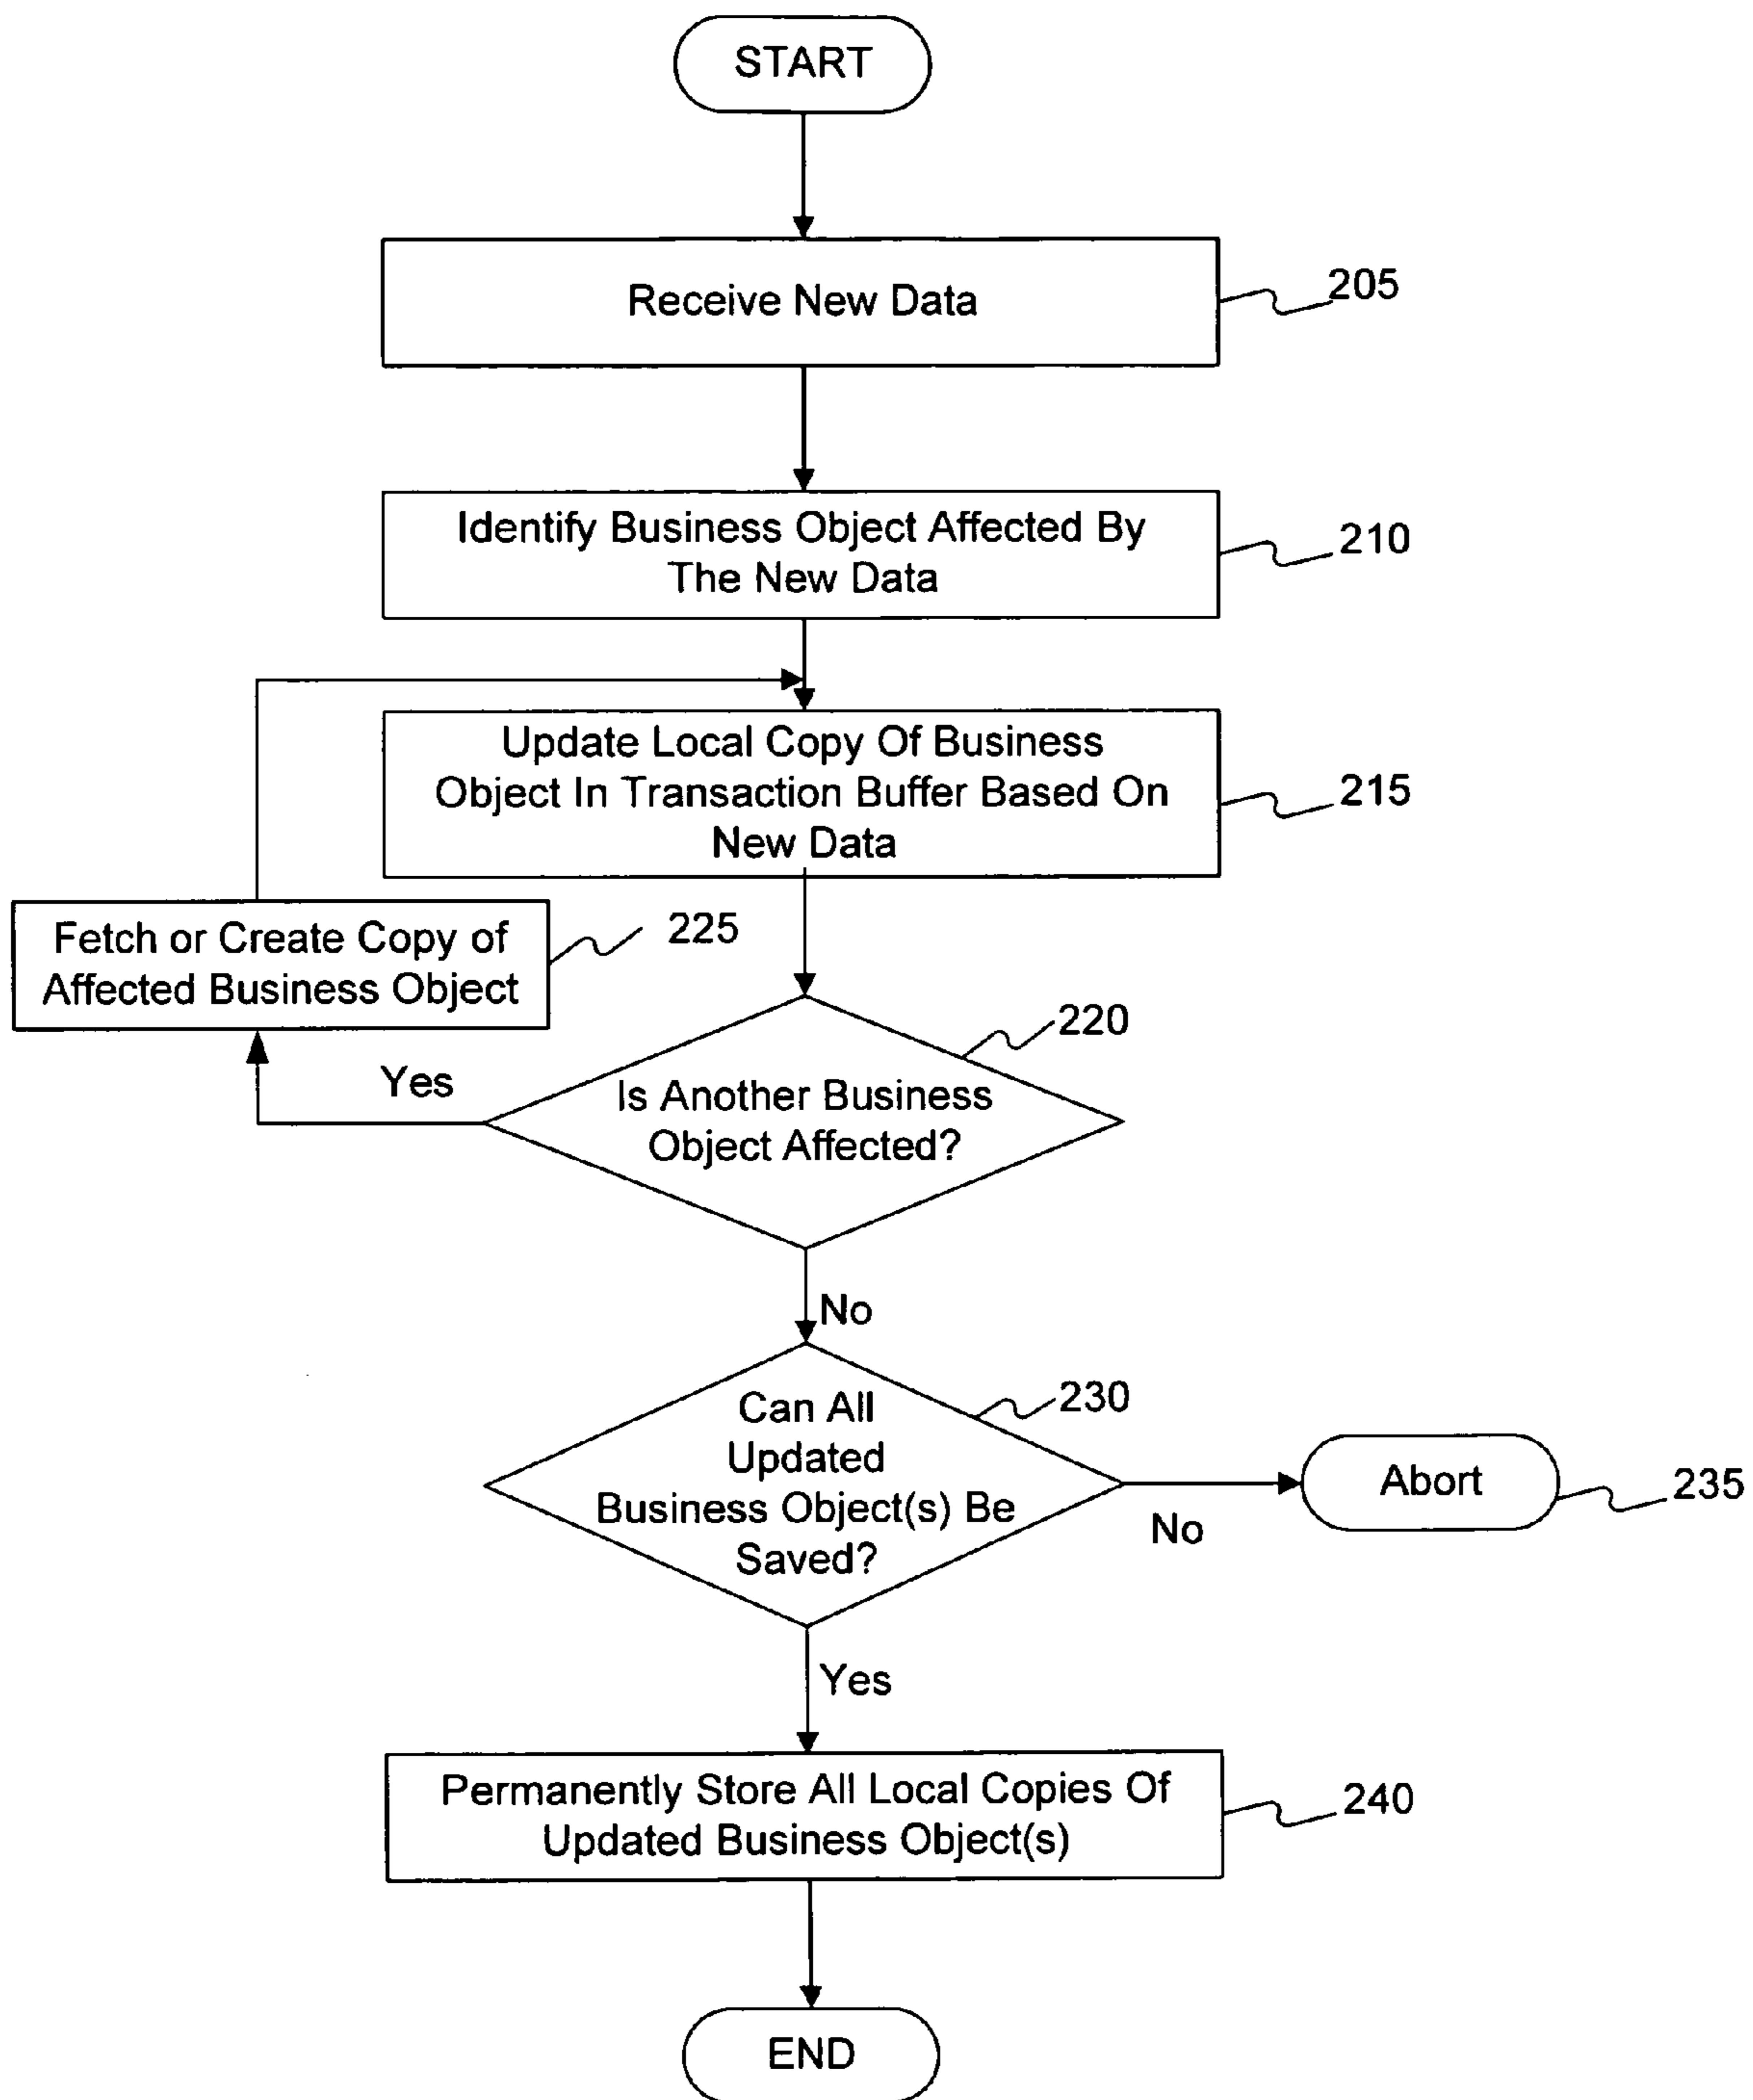 START
Receive New Data
205
Identify Business Object Affected By
The New Data
210
Update Local Copy Of Business
Object In Transaction Buffer Based On
New Data
215
Fetch or Create Copy of
Affected Business Object
225
220
Yes
Is Another Business
Object Affected?
No
230
Can All
Updated
Business Object(s) Be
Saved?
No
Abort
235
Yes
Permanently Store All Local Copies Of
Updated Business Object(s)
240
END